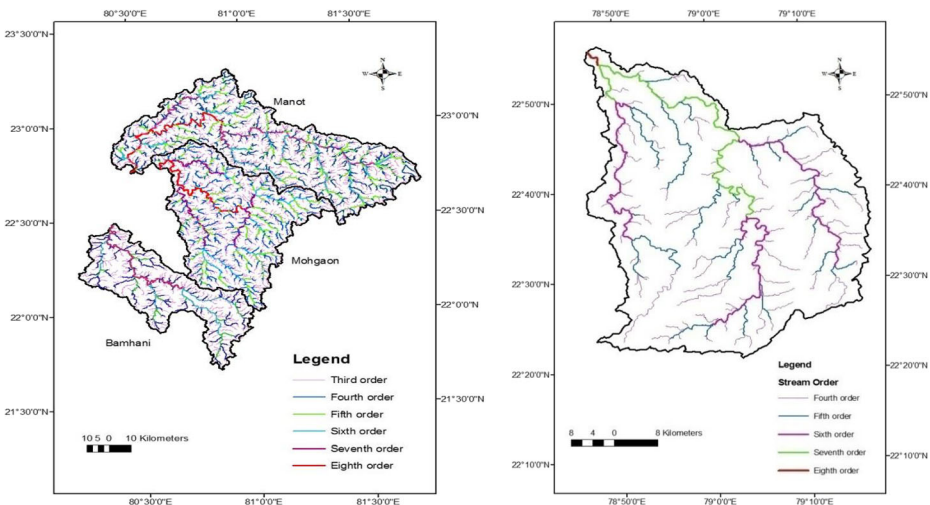 80°30'0"E 81°0'0"E 81°30'0"E
23°30'0"N
23°0'0"N
22°30'0"N
22°0'0"N
21°30'0"N
N
W E
S
Manot
Mohgaon
Bamhani
Legend
Third order
Fourth order
Fifth order
Sixth order
Seventh order
Eighth order
10 5 0 10 Kilometers
23°0'0"N
22°30'0"N
22°0'0"N
21°30'0"N
80°30'0"E 81°0'0"E 81°30'0"E
78°50'0"E 79°0'0"E 79°10'0"E
22°50'0"N
22°40'0"N
22°30'0"N
22°20'0"N
22°10'0"N
N
W E
S
Legend
Stream Order
Fourth order
Fifth order
Sixth order
Seventh order
Eighth order
8 4 0 8 Kilometers
22°50'0"N
22°40'0"N
22°30'0"N
22°20'0"N
22°10'0"N
78°50'0"E 79°0'0"E 79°10'0"E